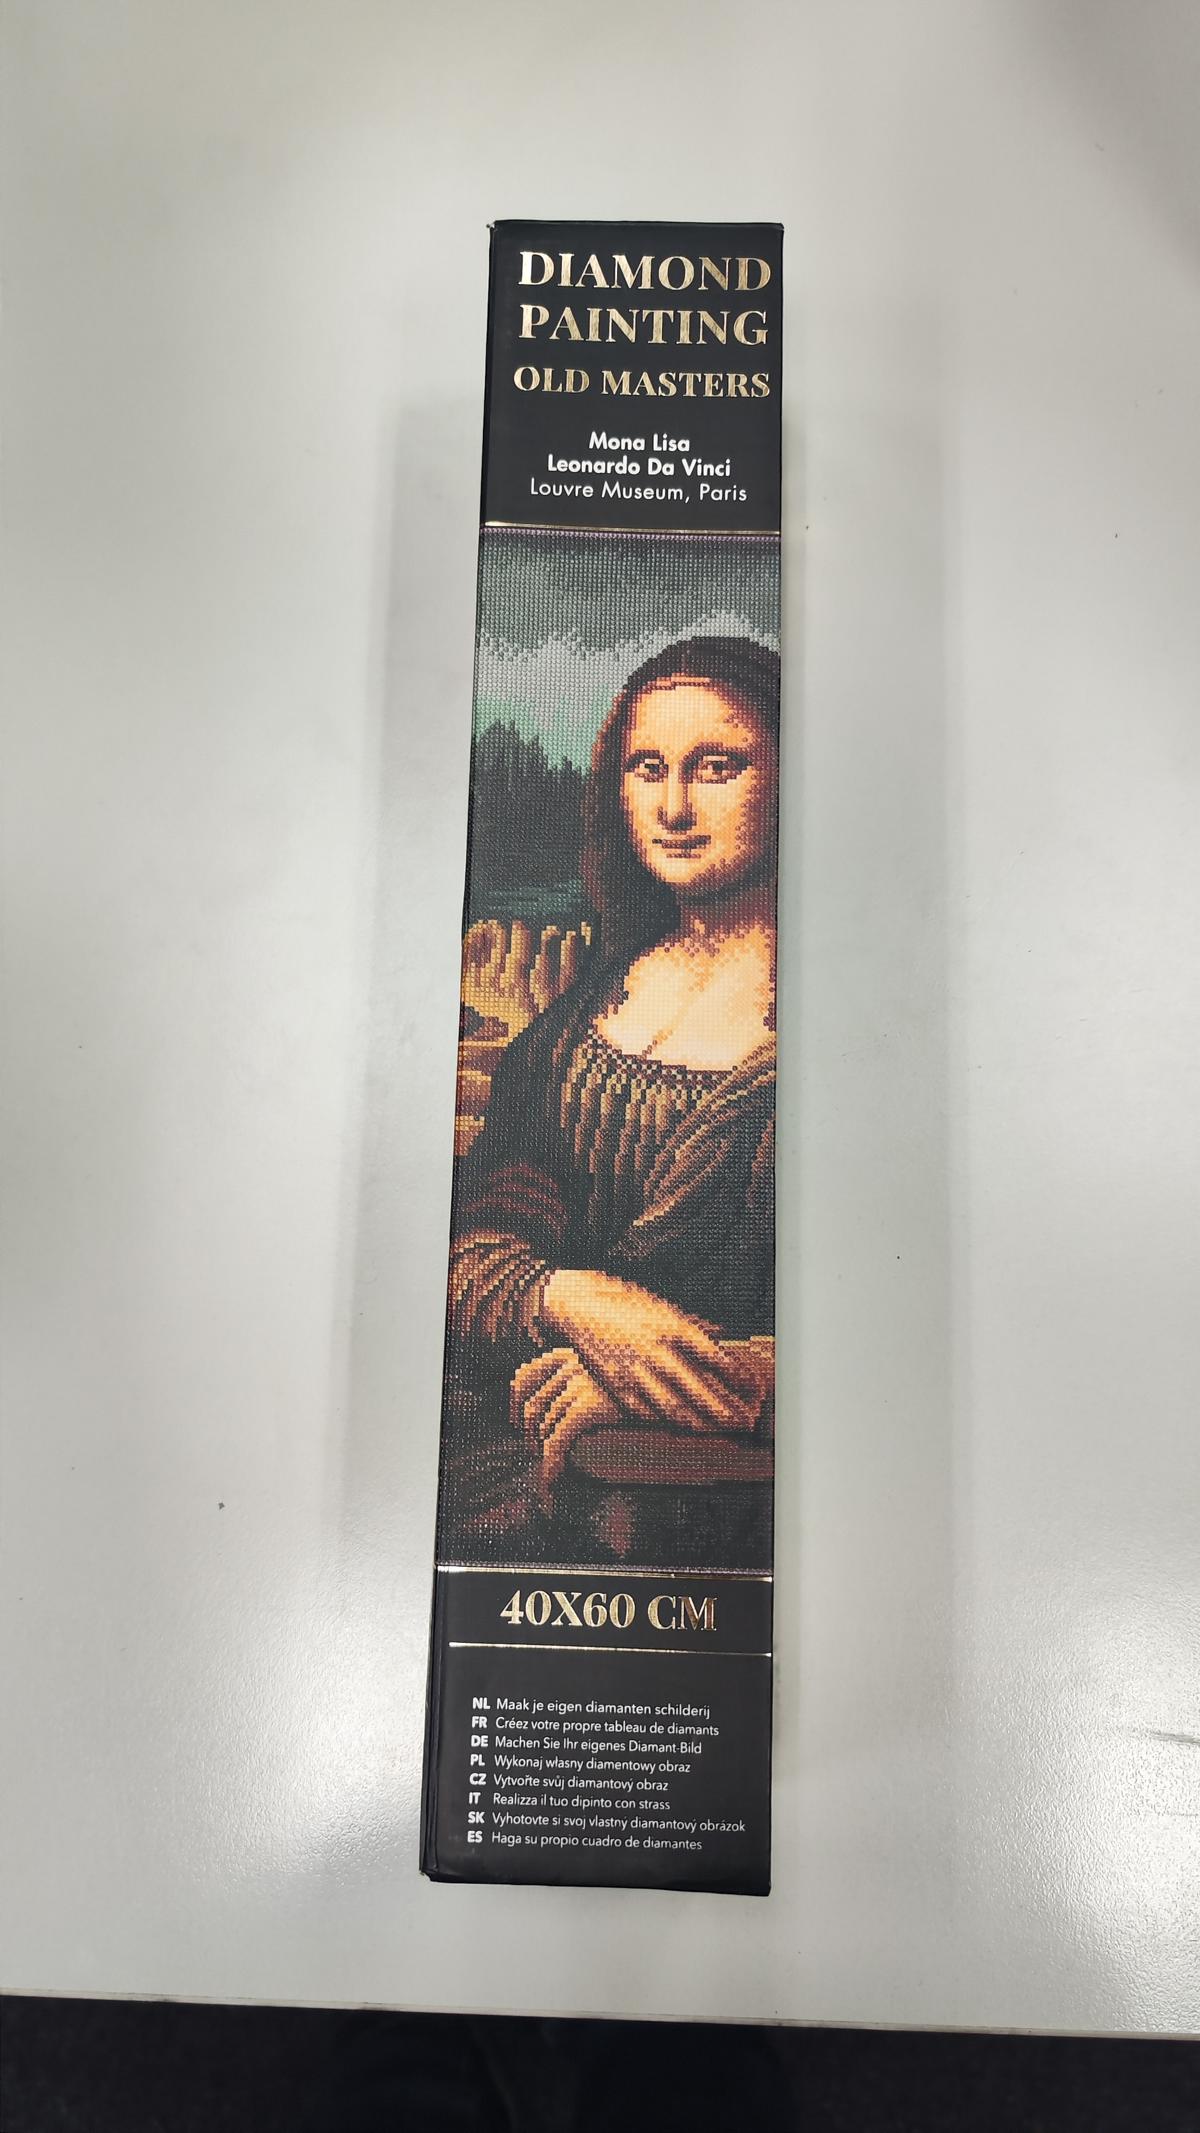 DIAMOND
PAINTING
OLD MASTERS
Mona Lisa
Leonardo Da Vinci
Louvre Museum, Paris
40X60 CM
NL Maak je eigen diamanten schilderij
FR Créez votre propre tableau de diamants
DE Machen Sie Ihr eigenes Diamant-Bild
PL Wykonaj własny diamentowy obraz
CZ Vytvořte svůj diamantový obraz
IT Realizza il tuo dipinto con strass
SK Vyhotovte si svoj vlastný diamantový obrázok
ES Haga su propio cuadro de diamantes